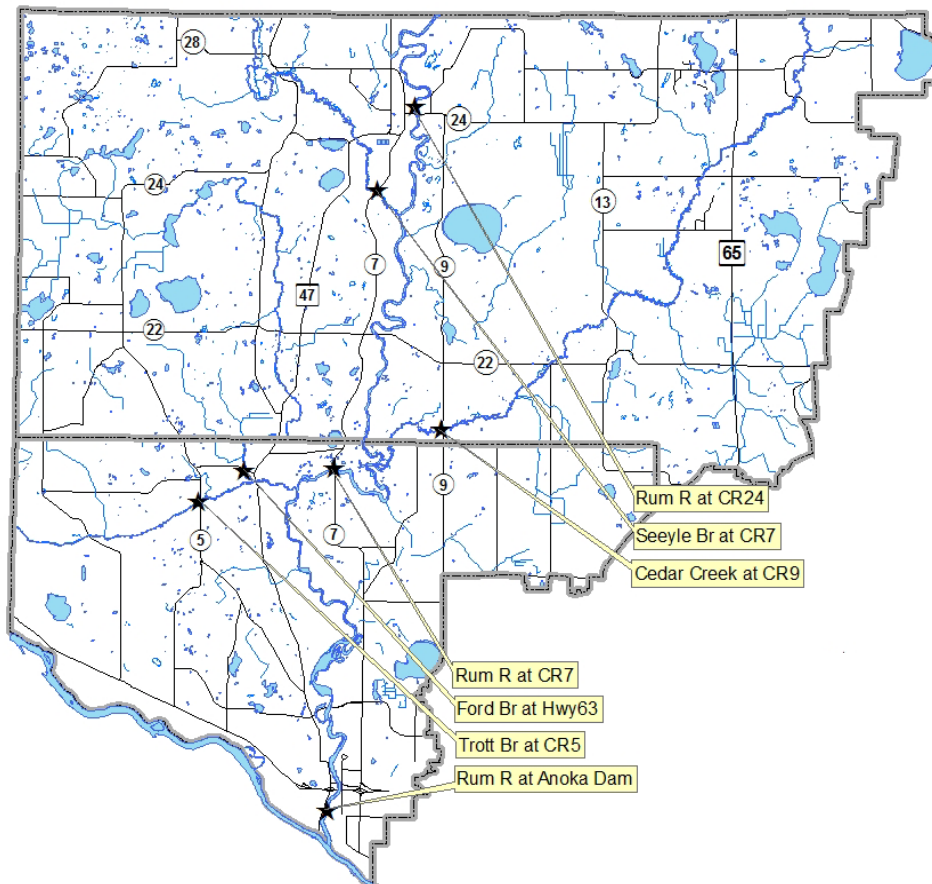 28
24
24
13
65
7
9
47
22
22
Rum R at CR24
Seeyle Br at CR7
Cedar Creek at CR9
9
5
7
Rum R at CR7
Ford Br at Hwy63
Trott Br at CR5
Rum R at Anoka Dam